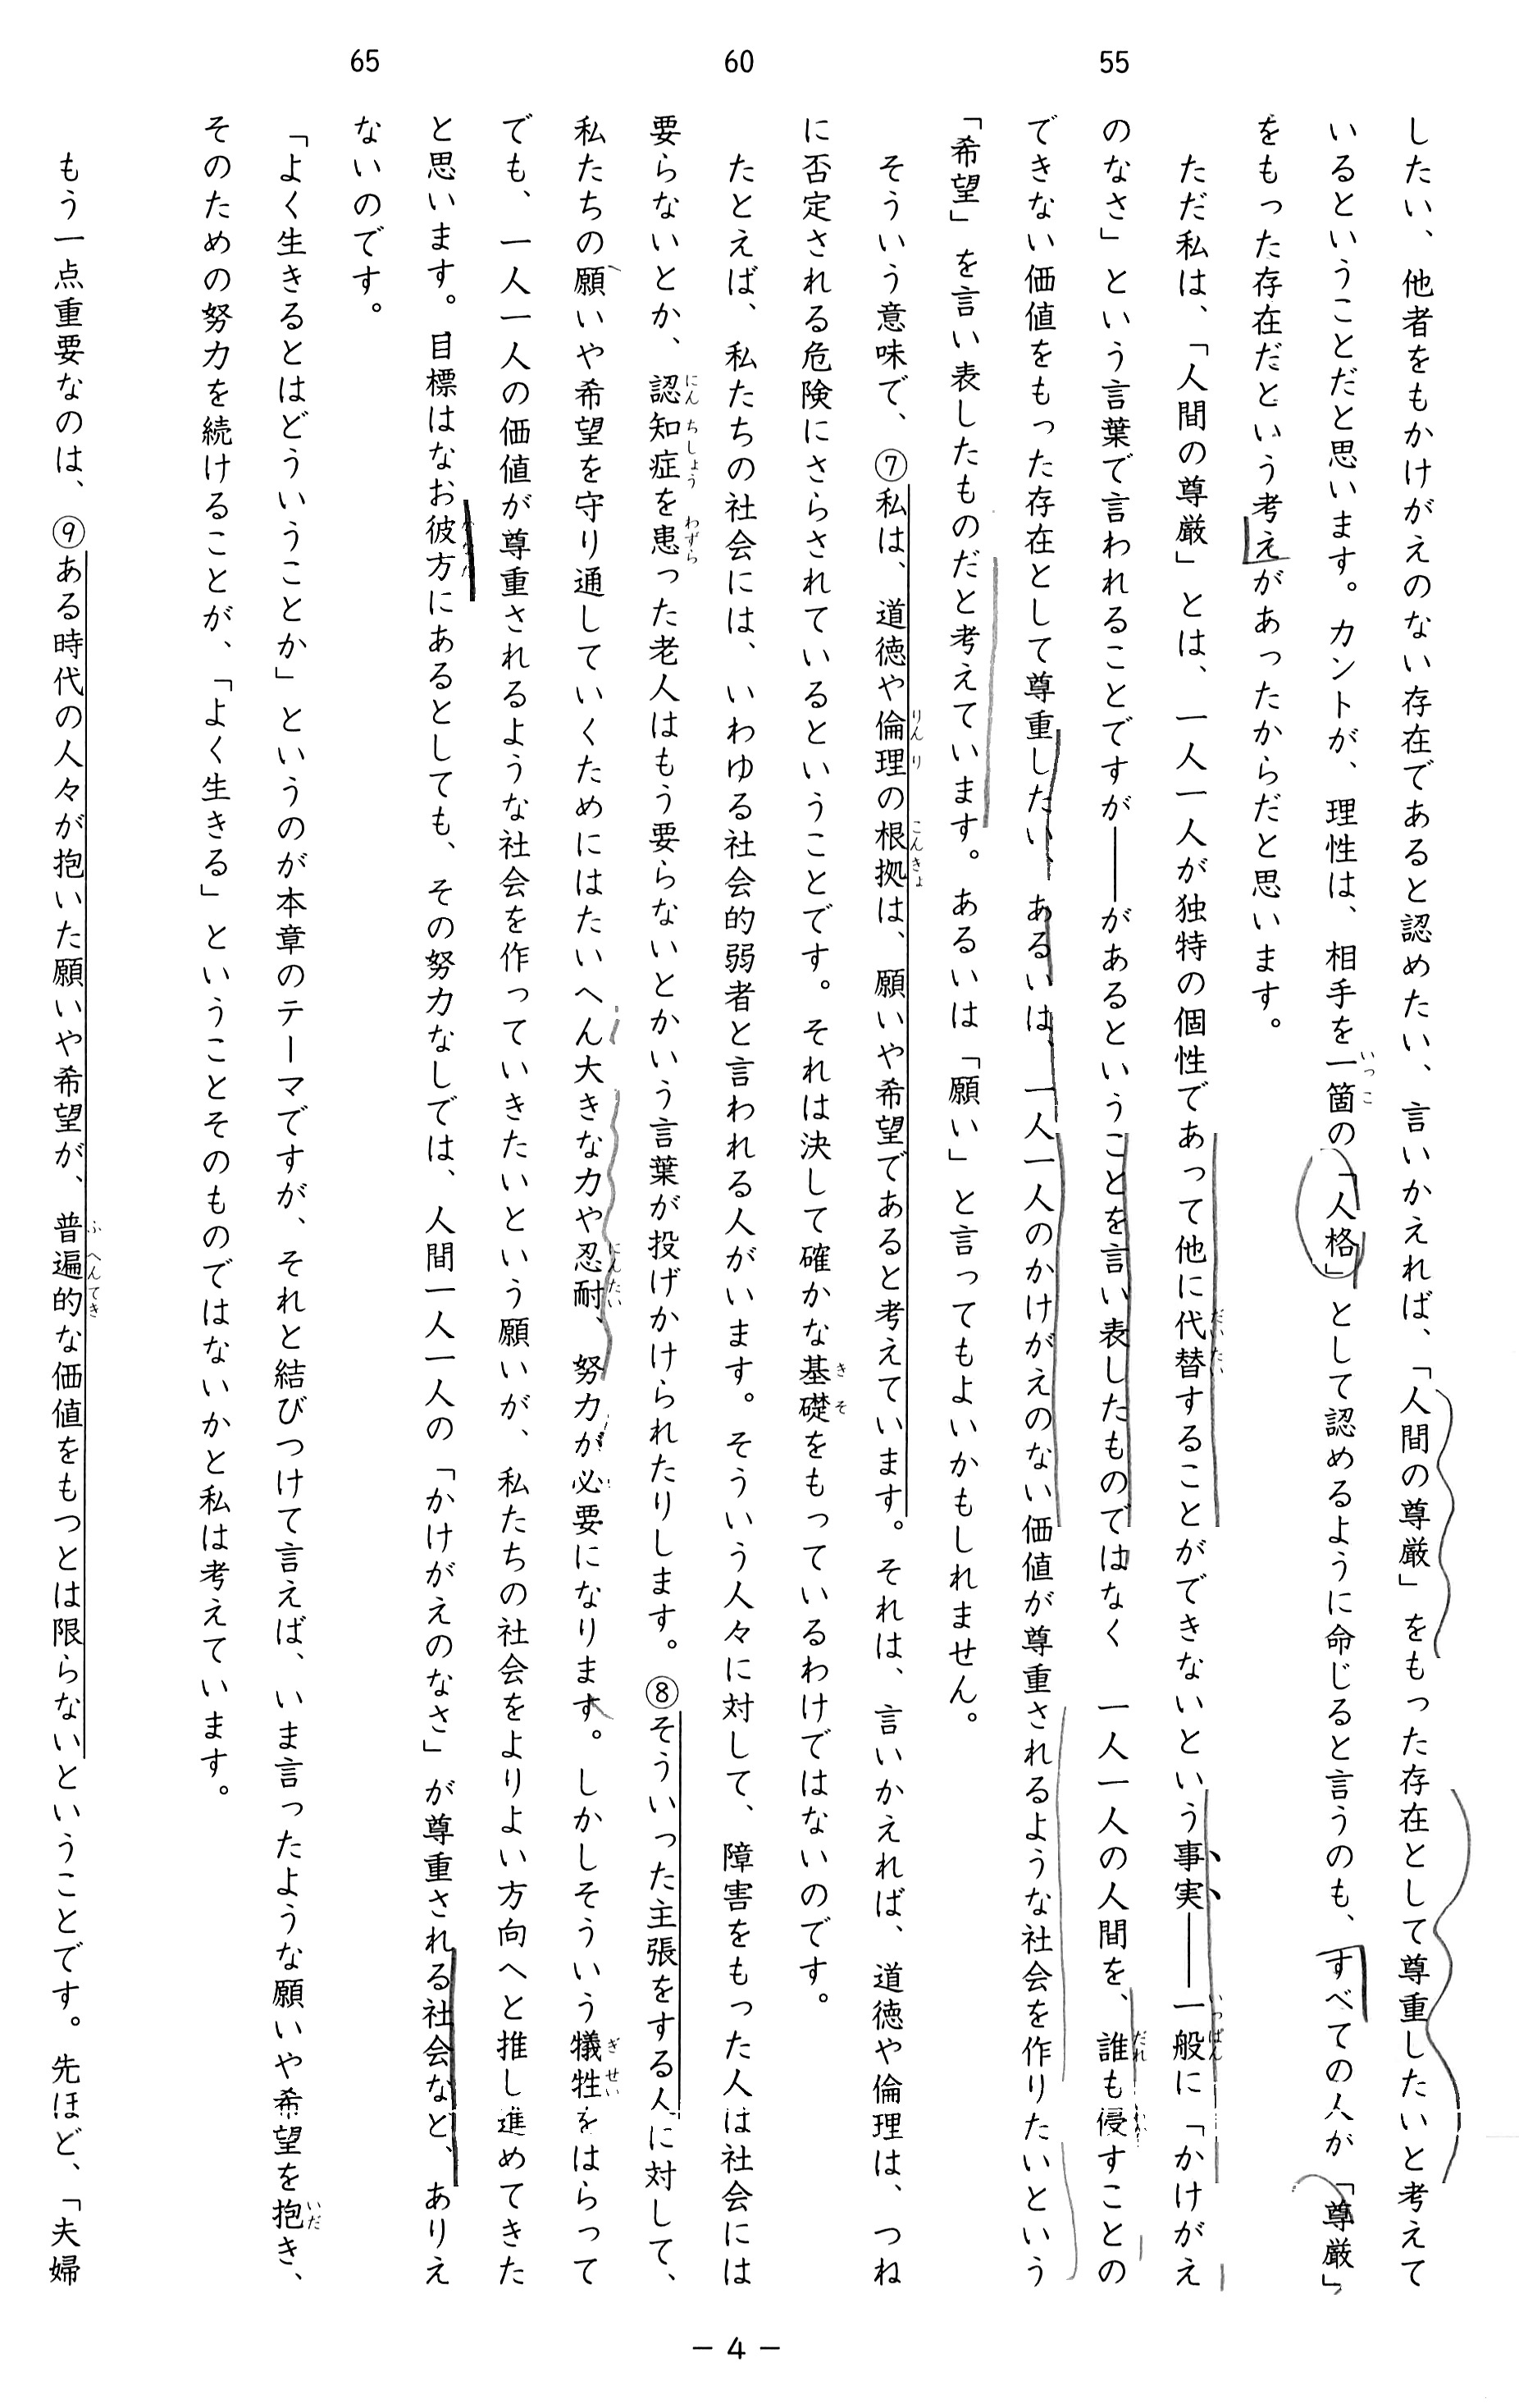 55
60
65
したい、他者をもかけがえのない存在であると認めたい、言いかえれば、「人間の尊厳」をもった存在として尊重したいと考えて
いるということだと思います。カントが、理性は、相手を一箇の「人格」として認めるように命じると言うのも、すべての人が「尊厳」
をもった存在だという考えがあったからだと思います。
ただ私は、「人間の尊厳」とは、一人一人が独特の個性であって他に代替することができないという事実――一般に「かけがえ
のなさ」という言葉で言われることですが――があるということを言い表したものではなく、一人一人の人間を、誰も侵すことの
できない価値をもった存在として尊重したい、あるいは、一人一人のかけがえのない価値が尊重されるような社会を作りたいという
「希望」を言い表したものだと考えています。あるいは「願い」と言ってもよいかもしれません。
そういう意味で、⑦私は、道徳や倫理の根拠は、願いや希望であると考えています。それは、言いかえれば、道徳や倫理は、つね
に否定される危険にさらされているということです。それは決して確かな基礎をもっているわけではないのです。
たとえば、私たちの社会には、いわゆる社会的弱者と言われる人がいます。そういう人々に対して、障害をもった人は社会には
要らないとか、認知症を患った老人はもう要らないとかいう言葉が投げかけられたりします。⑧そういった主張をする人に対して、
私たちの願いや希望を守り通していくためにはたいへん大きな力や忍耐、努力が必要になります。しかしそういう犠牲をはらって
でも、一人一人の価値が尊重されるような社会を作っていきたいという願いが、私たちの社会をよりよい方向へと推し進めてきた
と思います。目標はなお彼方にあるとしても、その努力なしでは、人間一人一人の「かけがえのなさ」が尊重される社会など、ありえ
ないのです。
「よく生きるとはどういうことか」というのが本章のテーマですが、それと結びつけて言えば、いま言ったような願いや希望を抱き、
そのための努力を続けることが、「よく生きる」ということそのものではないかと私は考えています。
もう一点重要なのは、⑨ある時代の人々が抱いた願いや希望が、普遍的な価値をもつとは限らないということです。先ほど、「夫婦
－4－